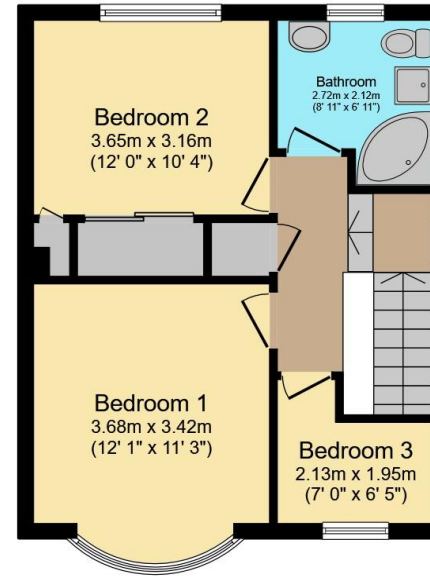 Bathroom
2.72m x 2.12m
(8' 11" x 6' 11")
Bedroom 2
3.65m x 3.16m
(12' 0" x 10' 4")
Bedroom 1
3.68m x 3.42m
(12' 1" x 11' 3")
Bedroom 3
2.13m x 1.95m
(7' 0" x 6' 5")